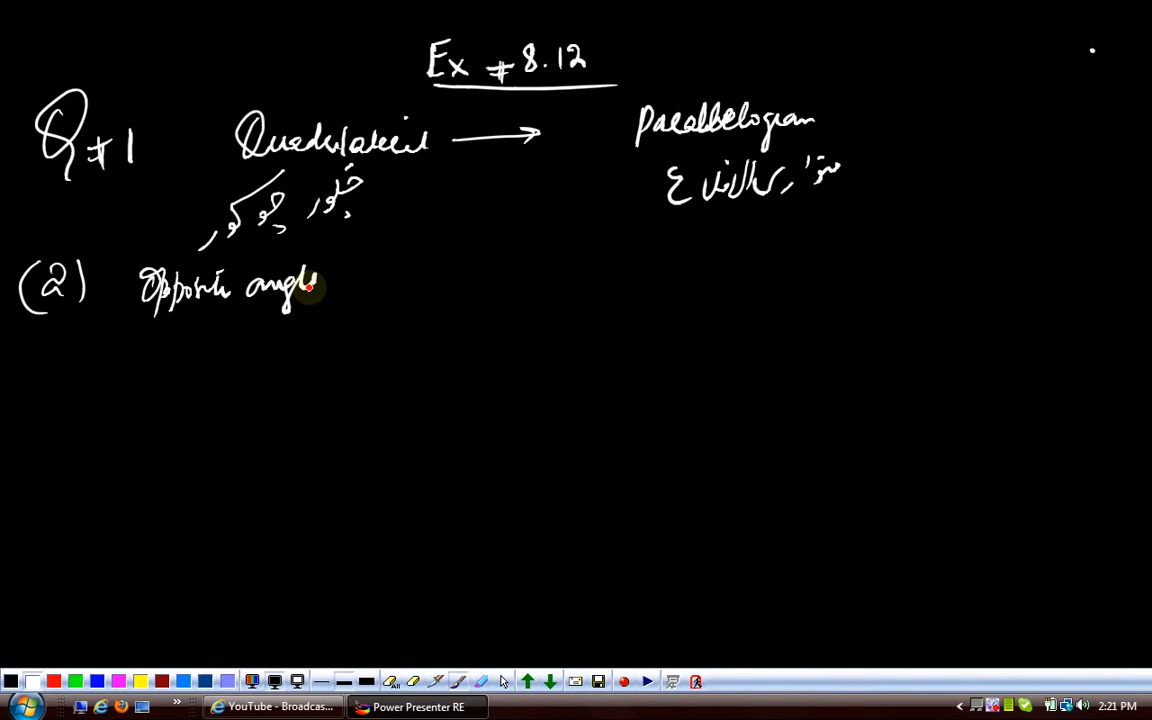 Ex # 8.12
Q # 1 Quadrilateral → Parallelogram
متوازی الاضلاع
چوکور
(2) Opposite angle
YouTube - Broadcas...
Power Presenter RE
2:21 PM